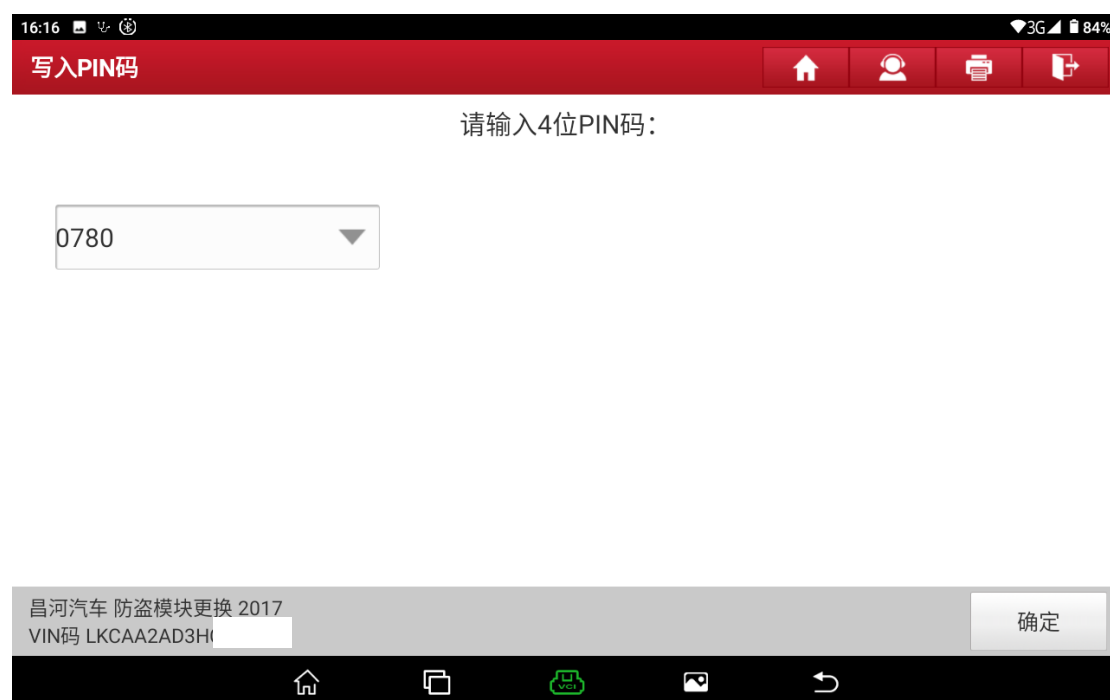 16:16
3G
84%
写入PIN码
请输入4位PIN码：
0780
昌河汽车 防盗模块更换 2017
VIN码 LKCAA2AD3H
确定
VCI